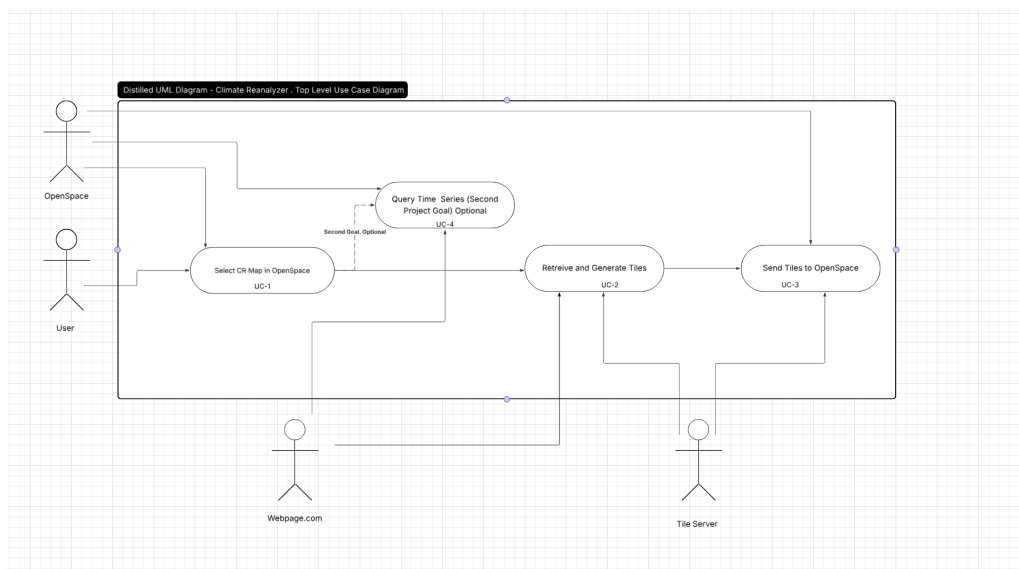 Distilled UML DIagram - Climate Reanalyzer . Top Level Use Case Diagram
OpenSpace
Query Time Series (Second
Project Goal) Optional
UC-4
Second Goal. Optional
User
Select CR Map in OpenSpace
UC-1
Retreive and Generate Tiles
UC-2
Send Tiles to OpenSpace
UC-3
Webpage.com
Tile Server